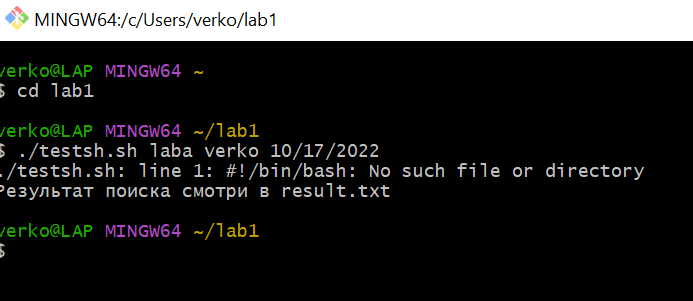 MINGW64:/c/Users/verko/lab1
verko@LAP MINGW64 ~
$ cd lab1
verko@LAP MINGW64 ~/lab1
$ ./testsh.sh laba verko 10/17/2022
./testsh.sh: line 1: #!/bin/bash: No such file or directory
Результат поиска смотри в result.txt
verko@LAP MINGW64 ~/lab1
$